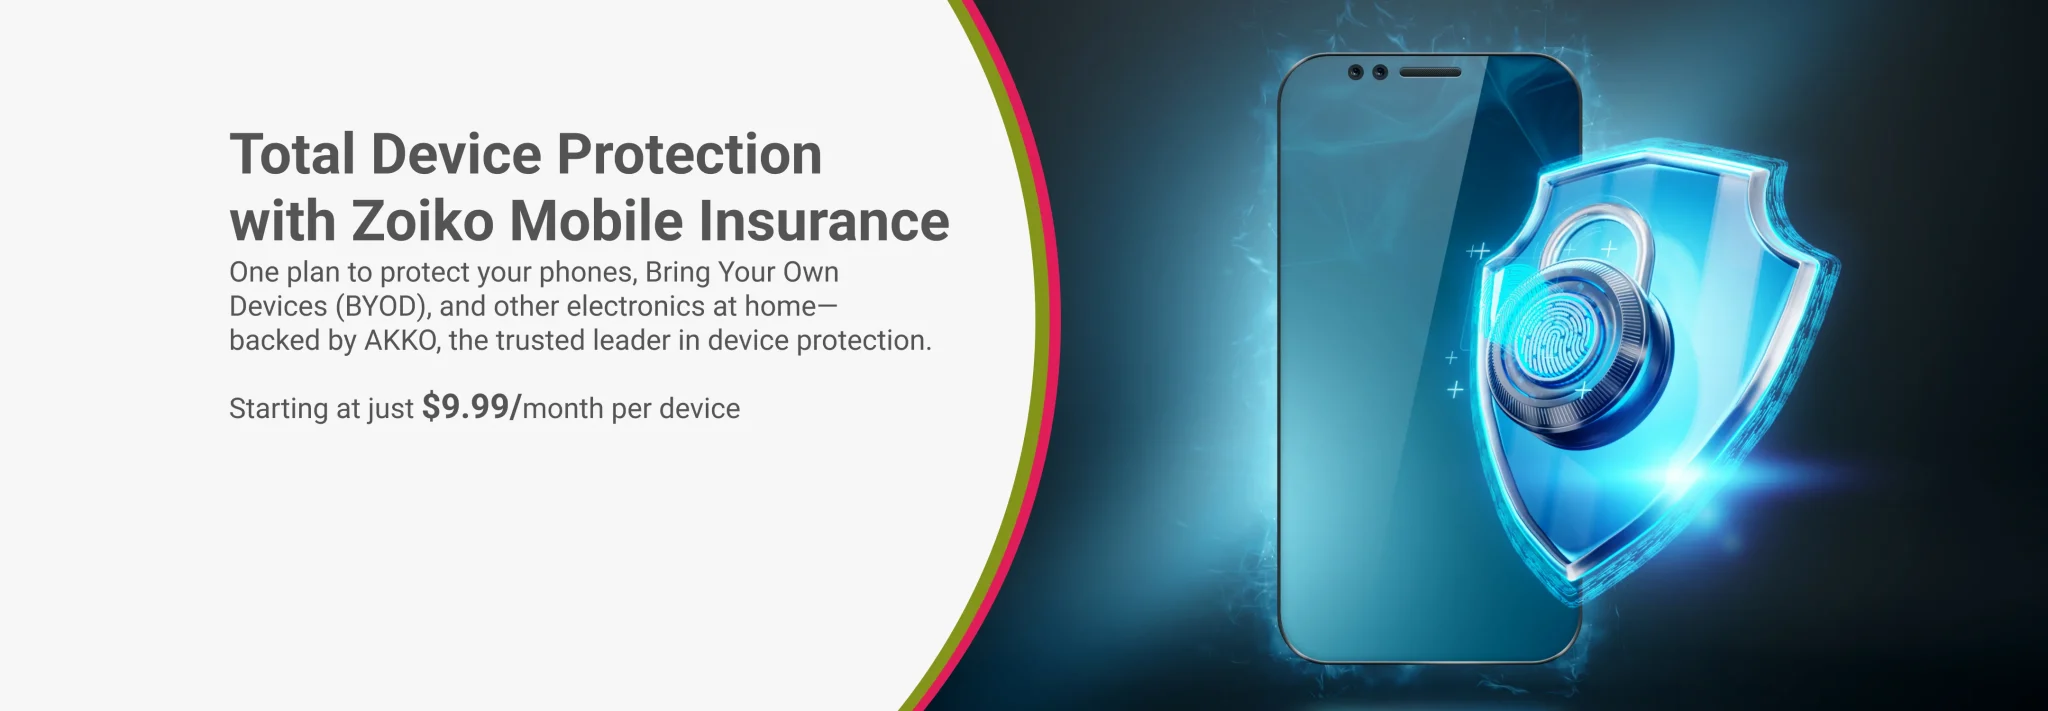 Total Device Protection
with Zoiko Mobile Insurance
One plan to protect your phones, Bring Your Own
Devices (BYOD), and other electronics at home—
backed by AKKO, the trusted leader in device protection.
Starting at just $9.99/month per device